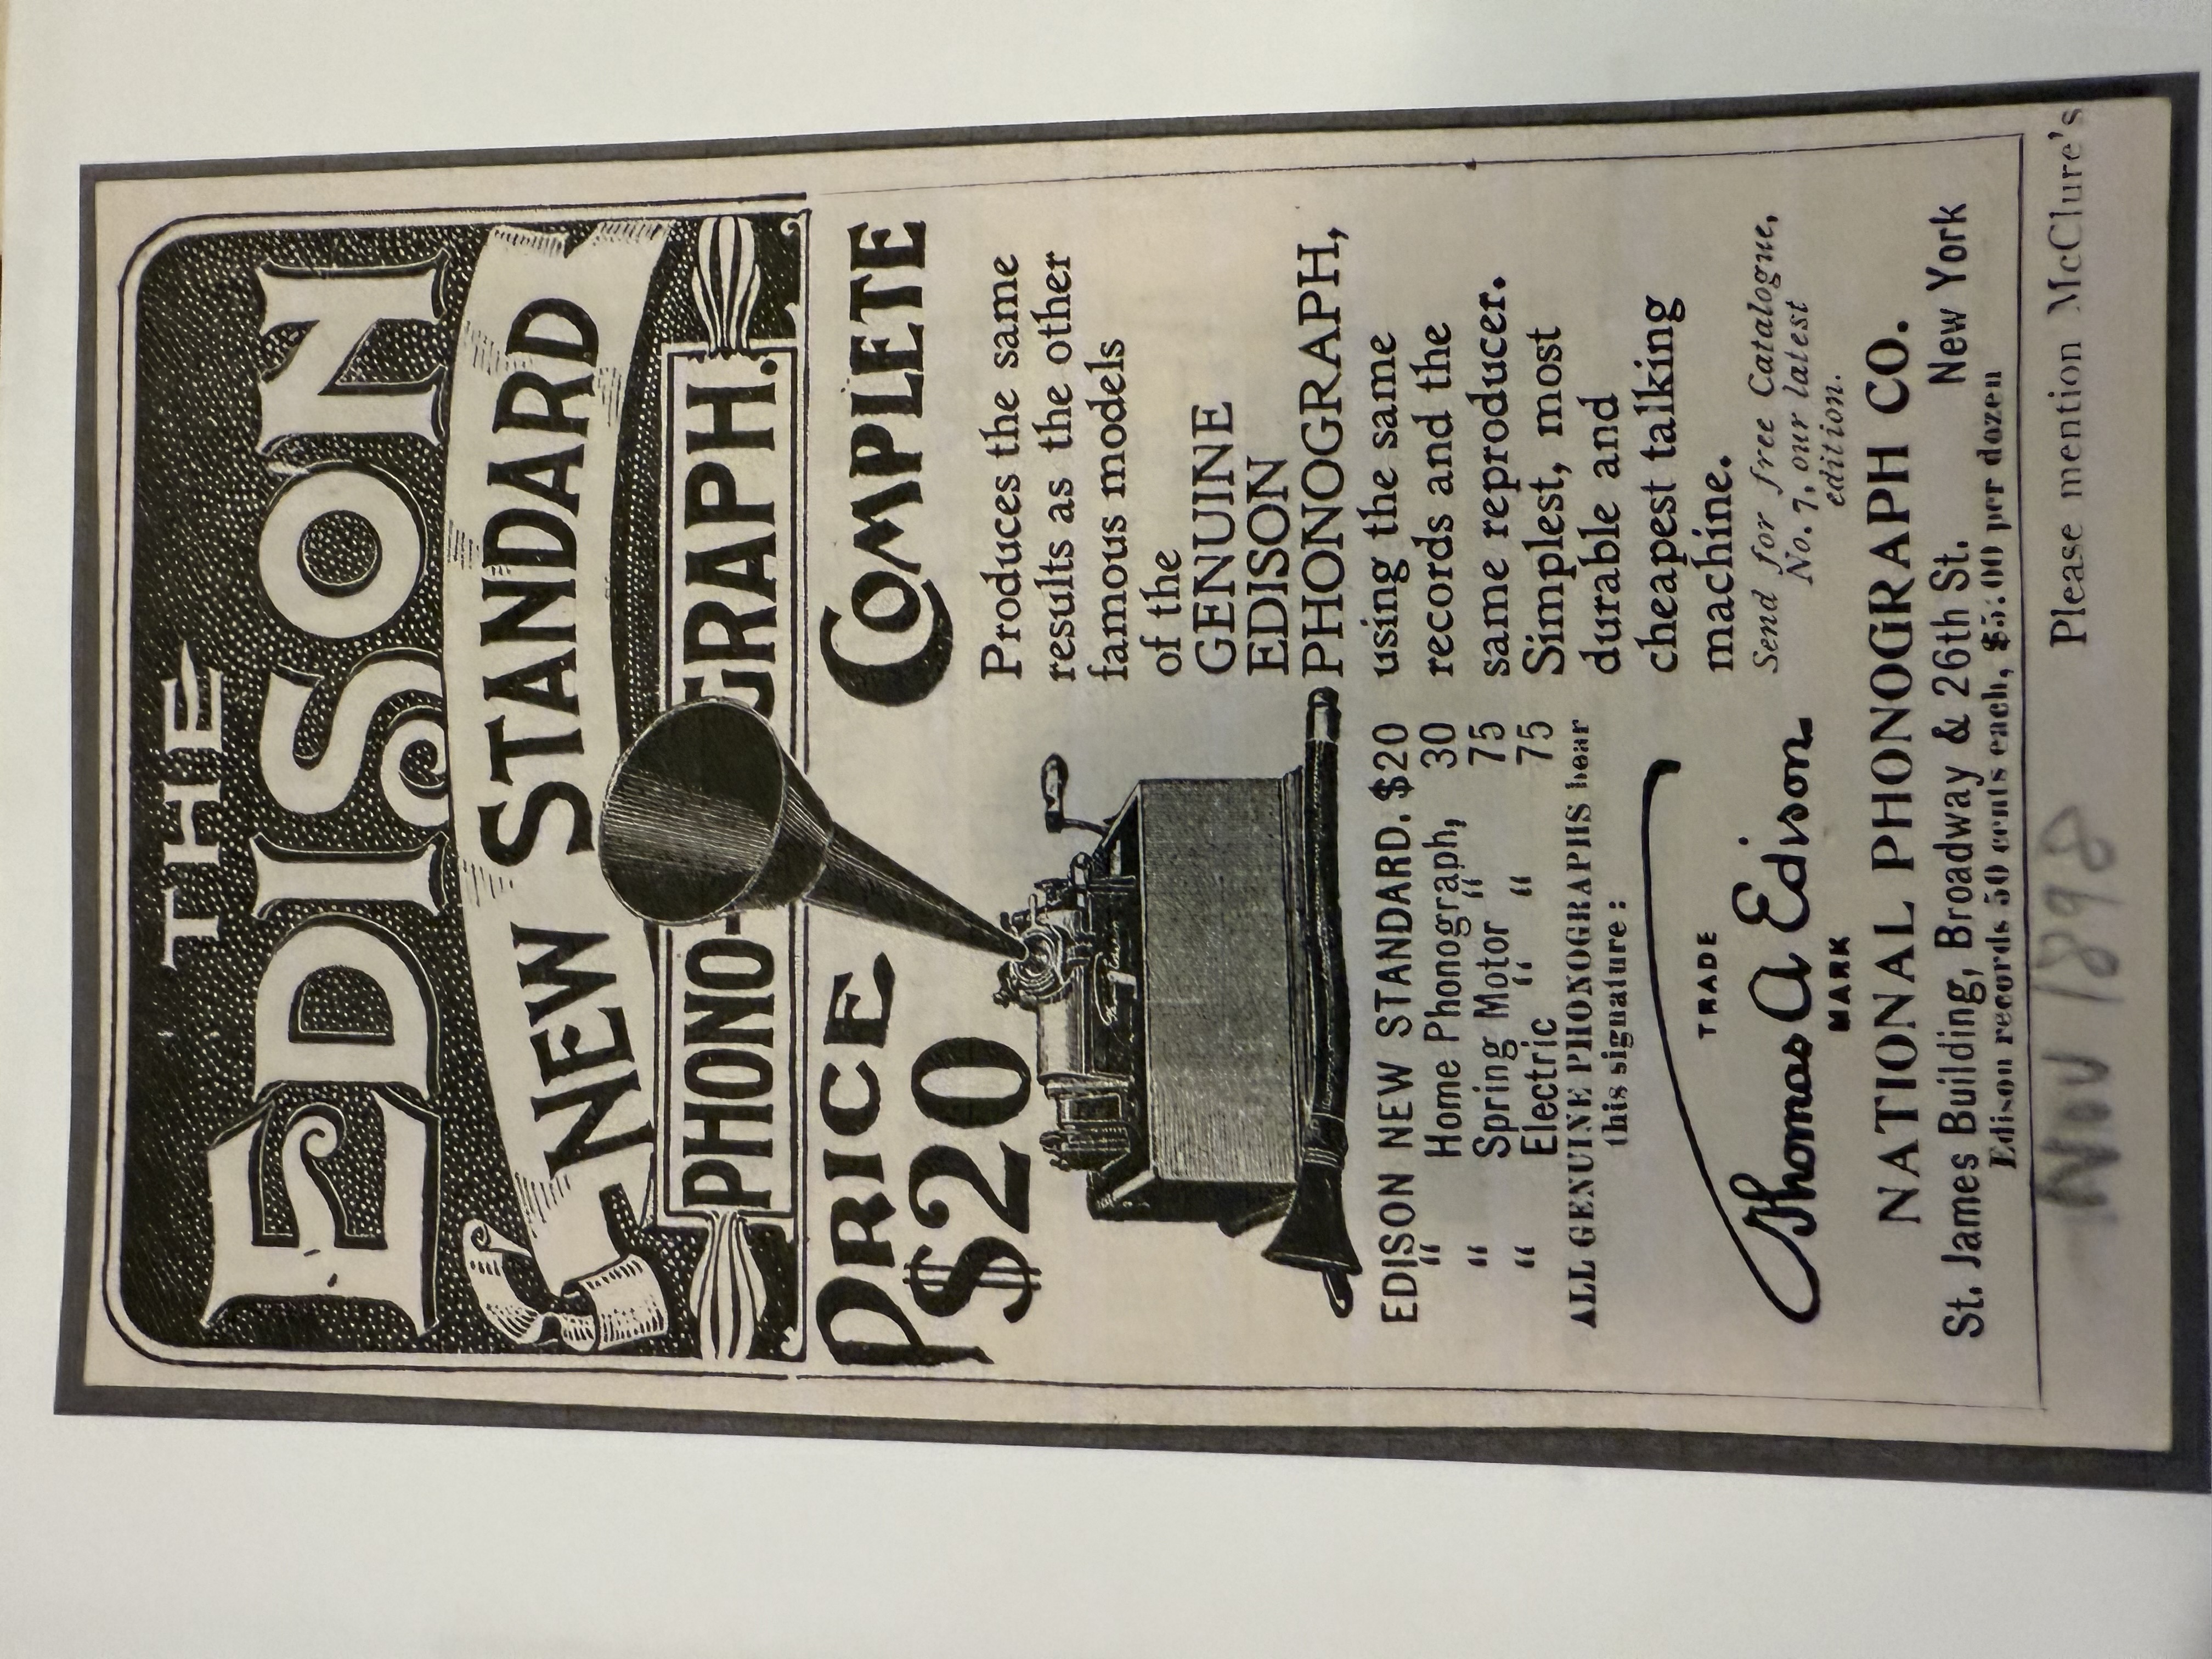 THE
EDISON
NEW STANDARD
PHONO-GRAPH.
PRICE
$20
COMPLETE
Produces the same
results as the other
famous models
of the
GENUINE
EDISON
PHONOGRAPH,
using the same
records and the
same reproducer.
Simplest, most
durable and
cheapest talking
machine.
Send for free Catalogue,
No. 7, our latest
edition.
EDISON NEW STANDARD. $20
“ Home Phonograph, 30
“ Spring Motor “ 75
“ Electric “ “ 75
ALL GENUINE PHONOGRAPHS bear
this signature:
TRADE
Thomas A Edison
MARK
NATIONAL PHONOGRAPH CO.
St. James Building, Broadway & 26th St. New York
Edison records 50 cents each, $5.00 per dozen
Please mention McClure's
Nov 1898